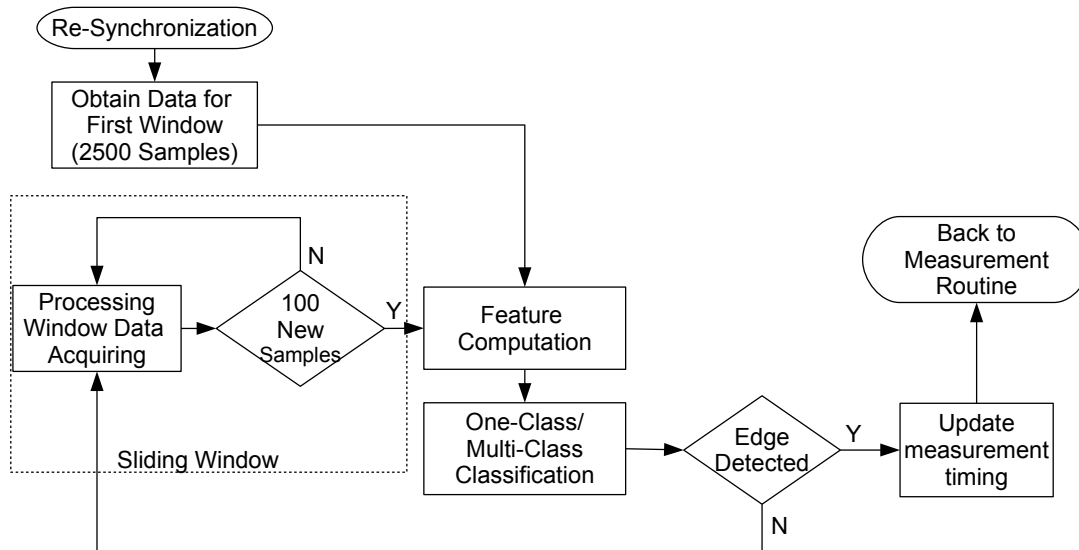 Re-Synchronization
Obtain Data for
First Window
(2500 Samples)
N
Processing
Window Data
Acquiring
100
New
Samples
Y
Sliding Window
Feature
Computation
One-Class/
Multi-Class
Classification
Edge
Detected
Y
N
Update
measurement
timing
Back to
Measurement
Routine